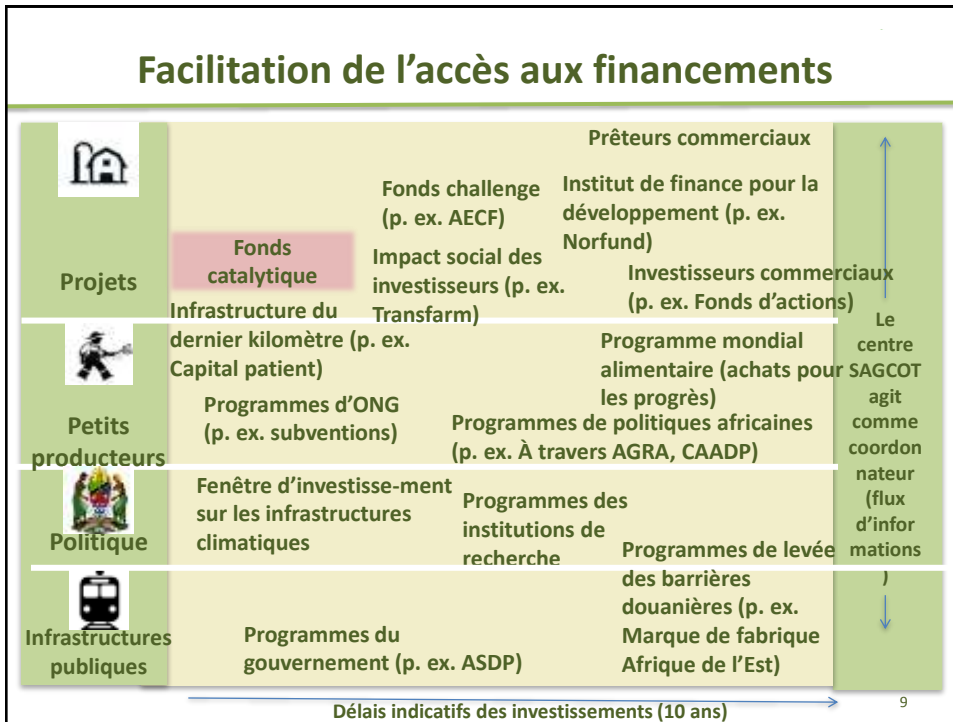 Facilitation de l’accès aux financements
Prêteurs commerciaux
Fonds challenge
(p. ex. AECF)
Institut de finance pour la
développement (p. ex.
Norfund)
Fonds
catalytique
Impact social des
investisseurs (p. ex.
Transfarm)
Investisseurs commerciaux
(p. ex. Fonds d’actions)
Projets
Infrastructure du
dernier kilomètre (p. ex.
Capital patient)
Programme mondial
alimentaire (achats pour
les progrès)
Programmes d’ONG
(p. ex. subventions)
Programmes de politiques africaines
(p. ex. À travers AGRA, CAADP)
Petits
producteurs
Fenêtre d’investisse-ment
sur les infrastructures
climatiques
Programmes des
institutions de
recherche
Politique
Programmes de levée
des barrières
douanières (p. ex.
Marque de fabrique
Afrique de l’Est)
Programmes du
gouvernement (p. ex. ASDP)
Infrastructures
publiques
Le
centre
SAGCOT
agit
comme
coordon
nateur
(flux
d’infor
mations
)
Délais indicatifs des investissements (10 ans)
9